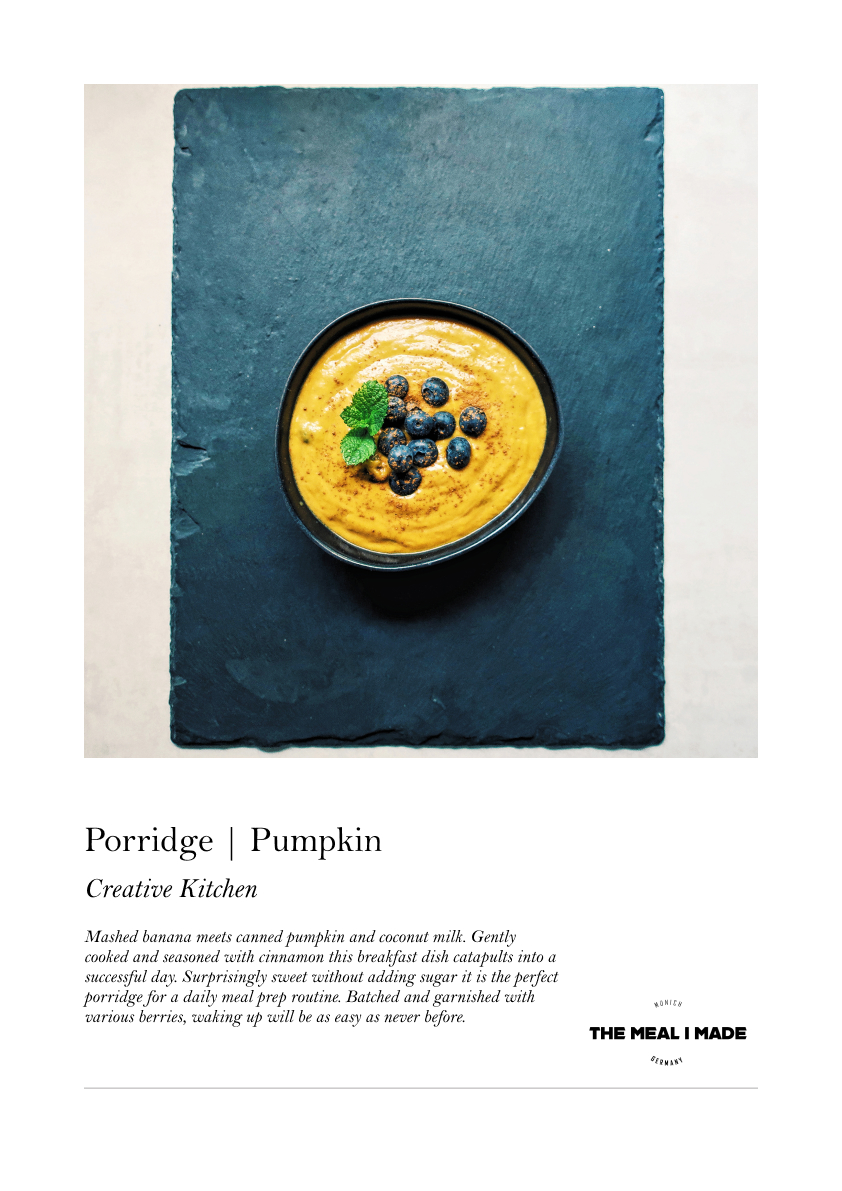 Porridge | Pumpkin
Creative Kitchen
Mashed banana meets canned pumpkin and coconut milk. Gently
cooked and seasoned with cinnamon this breakfast dish catapults into a
successful day. Surprisingly sweet without adding sugar it is the perfect
porridge for a daily meal prep routine. Batched and garnished with
various berries, waking up will be as easy as never before.
MUNICH
THE MEAL I MADE
GERMANY